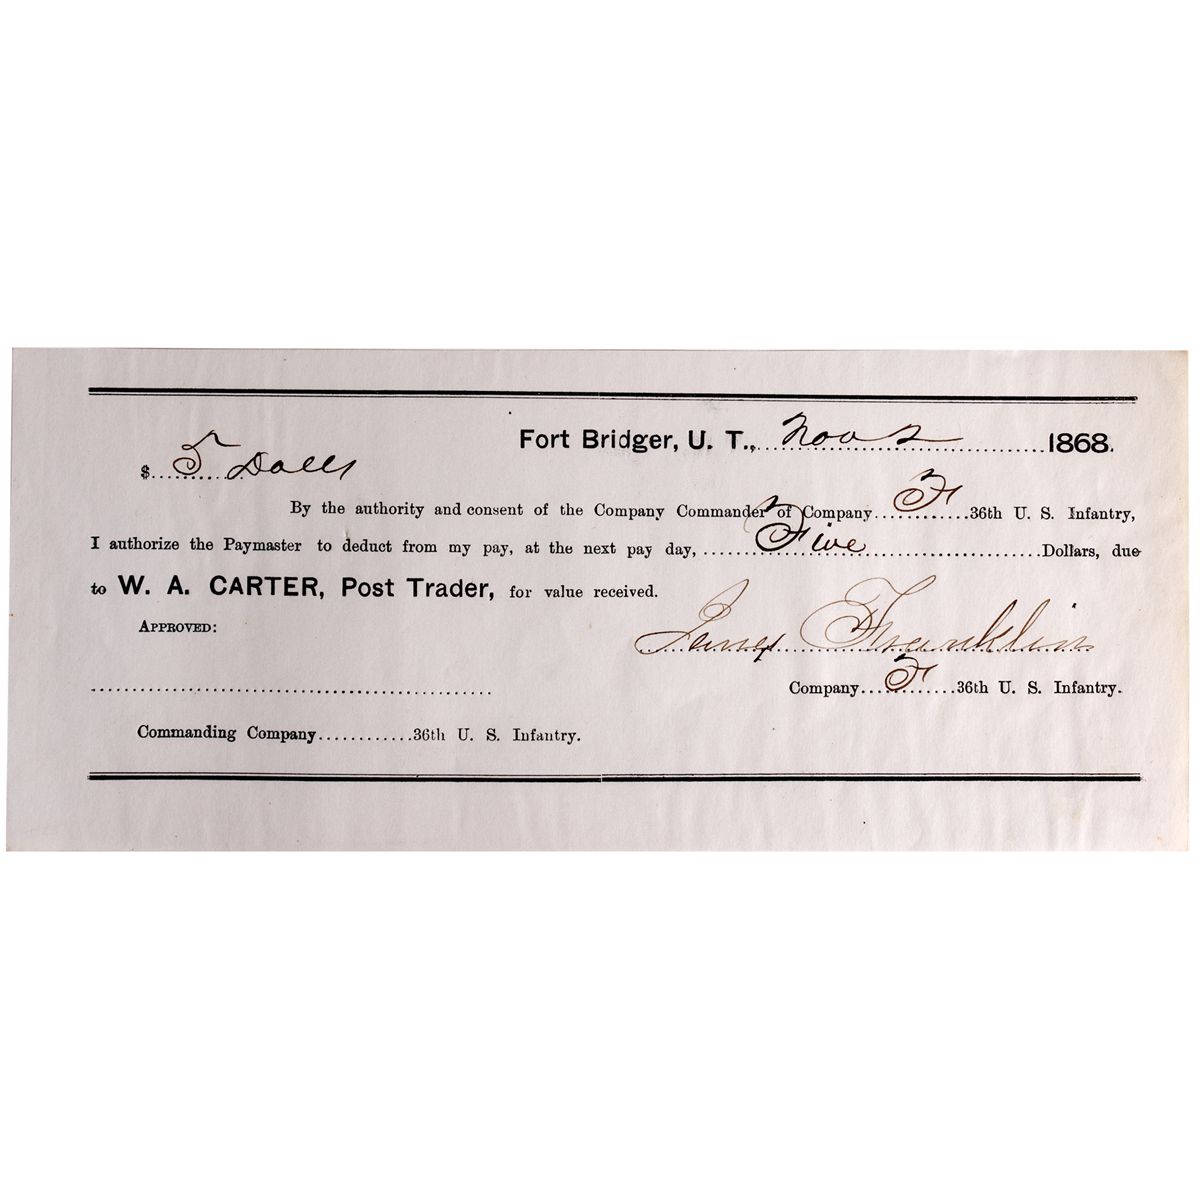 Fort Bridger, U. T., Nov 2 1868.
$ 5 Dolls
By the authority and consent of the Company Commander of Company F 36th U. S. Infantry,
I authorize the Paymaster to deduct from my pay, at the next pay day, Five Dollars, due
to W. A. CARTER, Post Trader, for value received.
APPROVED:
James Franklin
Company F 36th U. S. Infantry.
Commanding Company............36th U. S. Infantry.